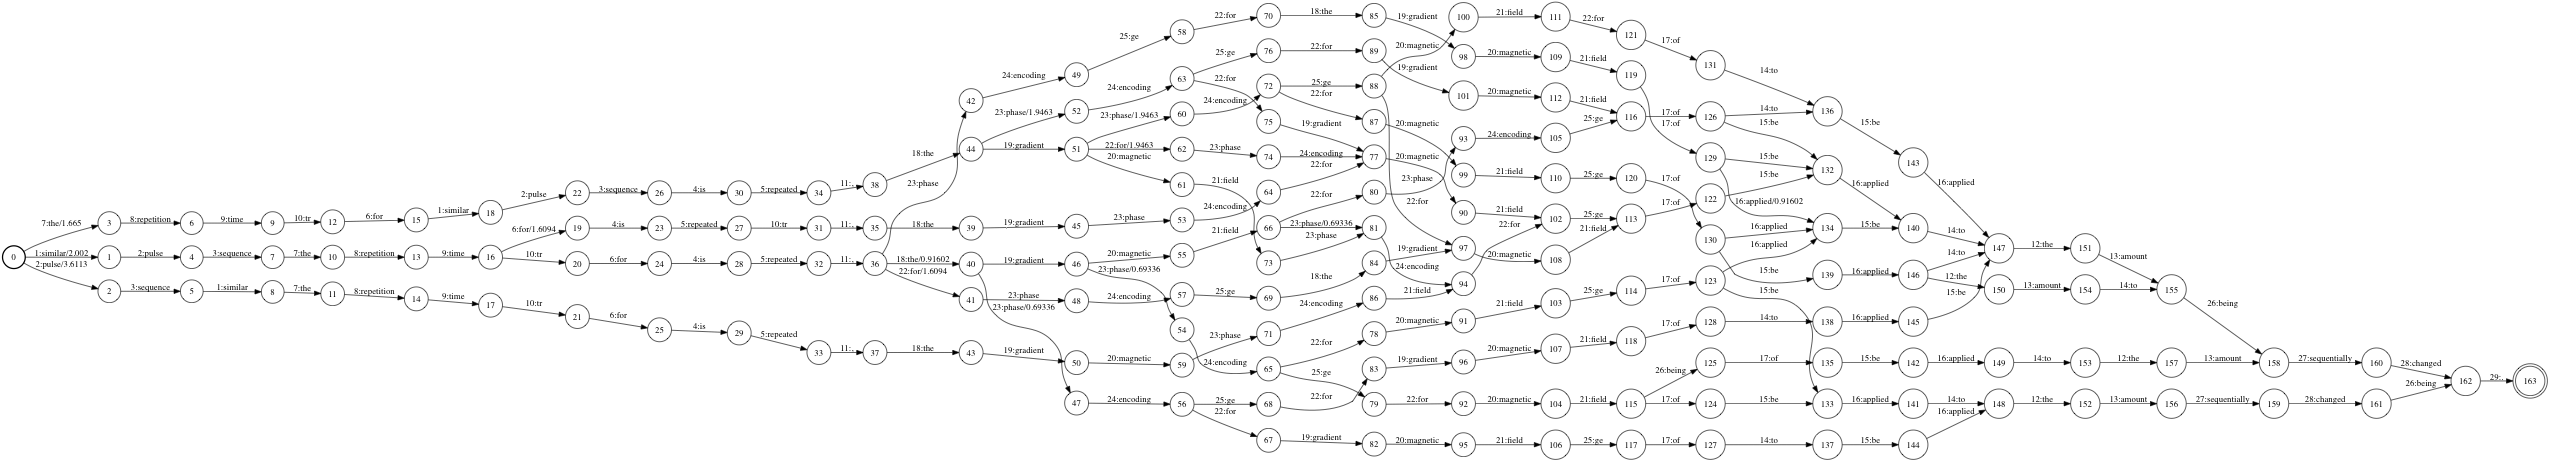 42 24:encoding 49 25:ge 58 22:for 70 18:the 85 19:gradient 100 21:field 111 22:for 121 17:of 131 14:to 136 15:be 143 16:applied
63 25:ge 76 22:for 89 20:magnetic 98 20:magnetic 109 21:field 119
44 23:phase/1.9463 52 24:encoding 22:for 72 25:ge 88 19:gradient 101 20:magnetic 112 21:field 116 17:of 126 14:to
18:the 23:phase/1.9463 60 24:encoding 75 22:for 87 20:magnetic 93 24:encoding 105 25:ge 17:of 15:be
19:gradient 51 22:for/1.9463 62 23:phase 74 19:gradient 24:encoding 77 20:magnetic 99 21:field 110 25:ge 120 17:of 129 15:be 132 16:applied
20:magnetic 61 21:field 22:for 23:phase
7:the/1.665 3 8:repetition 6 9:time 9 10:tr 12 6:for 15 1:similar 18 2:pulse 22 3:sequence 26 4:is 30 5:repeated 34 11:, 38 23:phase
24:encoding 64 22:for 80 90 21:field 102 25:ge 113 17:of 122 15:be 16:applied/0.91602
6:for/1.6094 19 4:is 23 5:repeated 27 10:tr 31 11:, 35 18:the 39 19:gradient 45 23:phase 53 21:field 66 23:phase/0.69336 81 22:for 22:for 21:field 130 16:applied 134 15:be 140 14:to 147 12:the 151 13:amount
0 1:similar/2.002 1 2:pulse 4 3:sequence 7 7:the 10 8:repetition 13 9:time 16 10:tr 20 6:for 24 4:is 28 5:repeated 32 11:, 36 18:the/0.91602 40 19:gradient 46 20:magnetic 55 23:phase 73 84 19:gradient 97 20:magnetic 108 16:applied
2:pulse/3.6113 22:for/1.6094 23:phase/0.69336 18:the 24:encoding 94 123 15:be 139 16:applied 146 14:to 12:the
2 3:sequence 5 1:similar 8 7:the 11 8:repetition 14 9:time 17 10:tr 21 6:for 25 4:is 29 5:repeated 33 11:, 37 18:the 43 19:gradient 50 20:magnetic 59 23:phase 71 24:encoding 86 21:field
41 23:phase 48 24:encoding 57 25:ge 69 103 25:ge 114 17:of 15:be 15:be 150 13:amount 154 14:to 155 26:being
23:phase/0.69336 54 24:encoding 65 22:for 78 20:magnetic 91 21:field 128 14:to 138 16:applied 145
25:ge 83 19:gradient 96 20:magnetic 107 21:field 118 17:of
26:being 125 17:of 135 15:be 142 16:applied 149 14:to 153 12:the 157 13:amount 158 27:sequentially 160 28:changed 162 29:. 163
47 24:encoding 56 25:ge 68 22:for 79 22:for 92 20:magnetic 104 21:field 115 17:of 124 15:be 133 16:applied 141 14:to 148 12:the 152 13:amount 156 27:sequentially 159 28:changed 161 26:being
22:for 67 19:gradient 82 20:magnetic 95 21:field 106 25:ge 117 17:of 127 14:to 137 15:be 144 16:applied